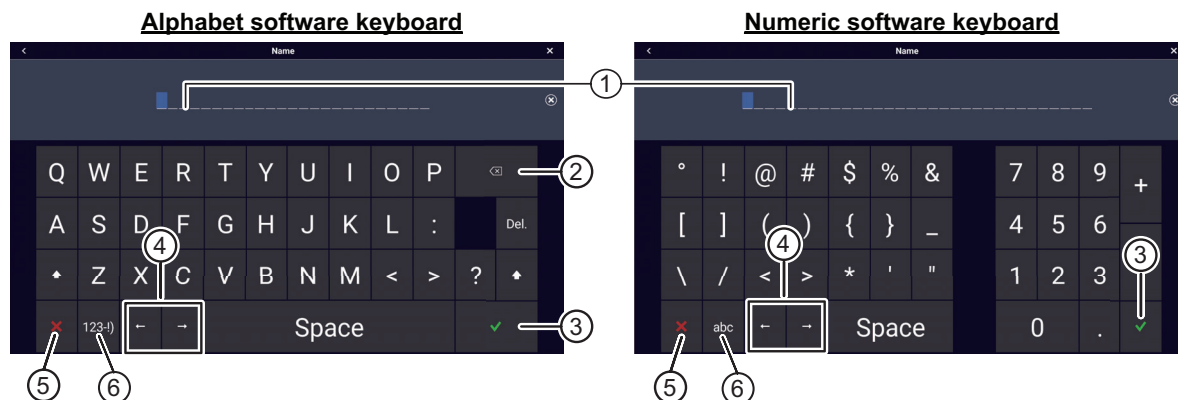 Alphabet software keyboard
Numeric software keyboard
Name
Name
1
Q W E R T Y U I O P
2
A S D F G H J K L : Del.
4
Z X C V B N M < > ?
123-!) ← → Space
3
5
6
° ! @ # $ % & 7 8 9 +
[ ] ( ) { } _ 4 5 6
4
3
\ / < > * ' " 1 2 3
abc ← → Space 0 .
5
6